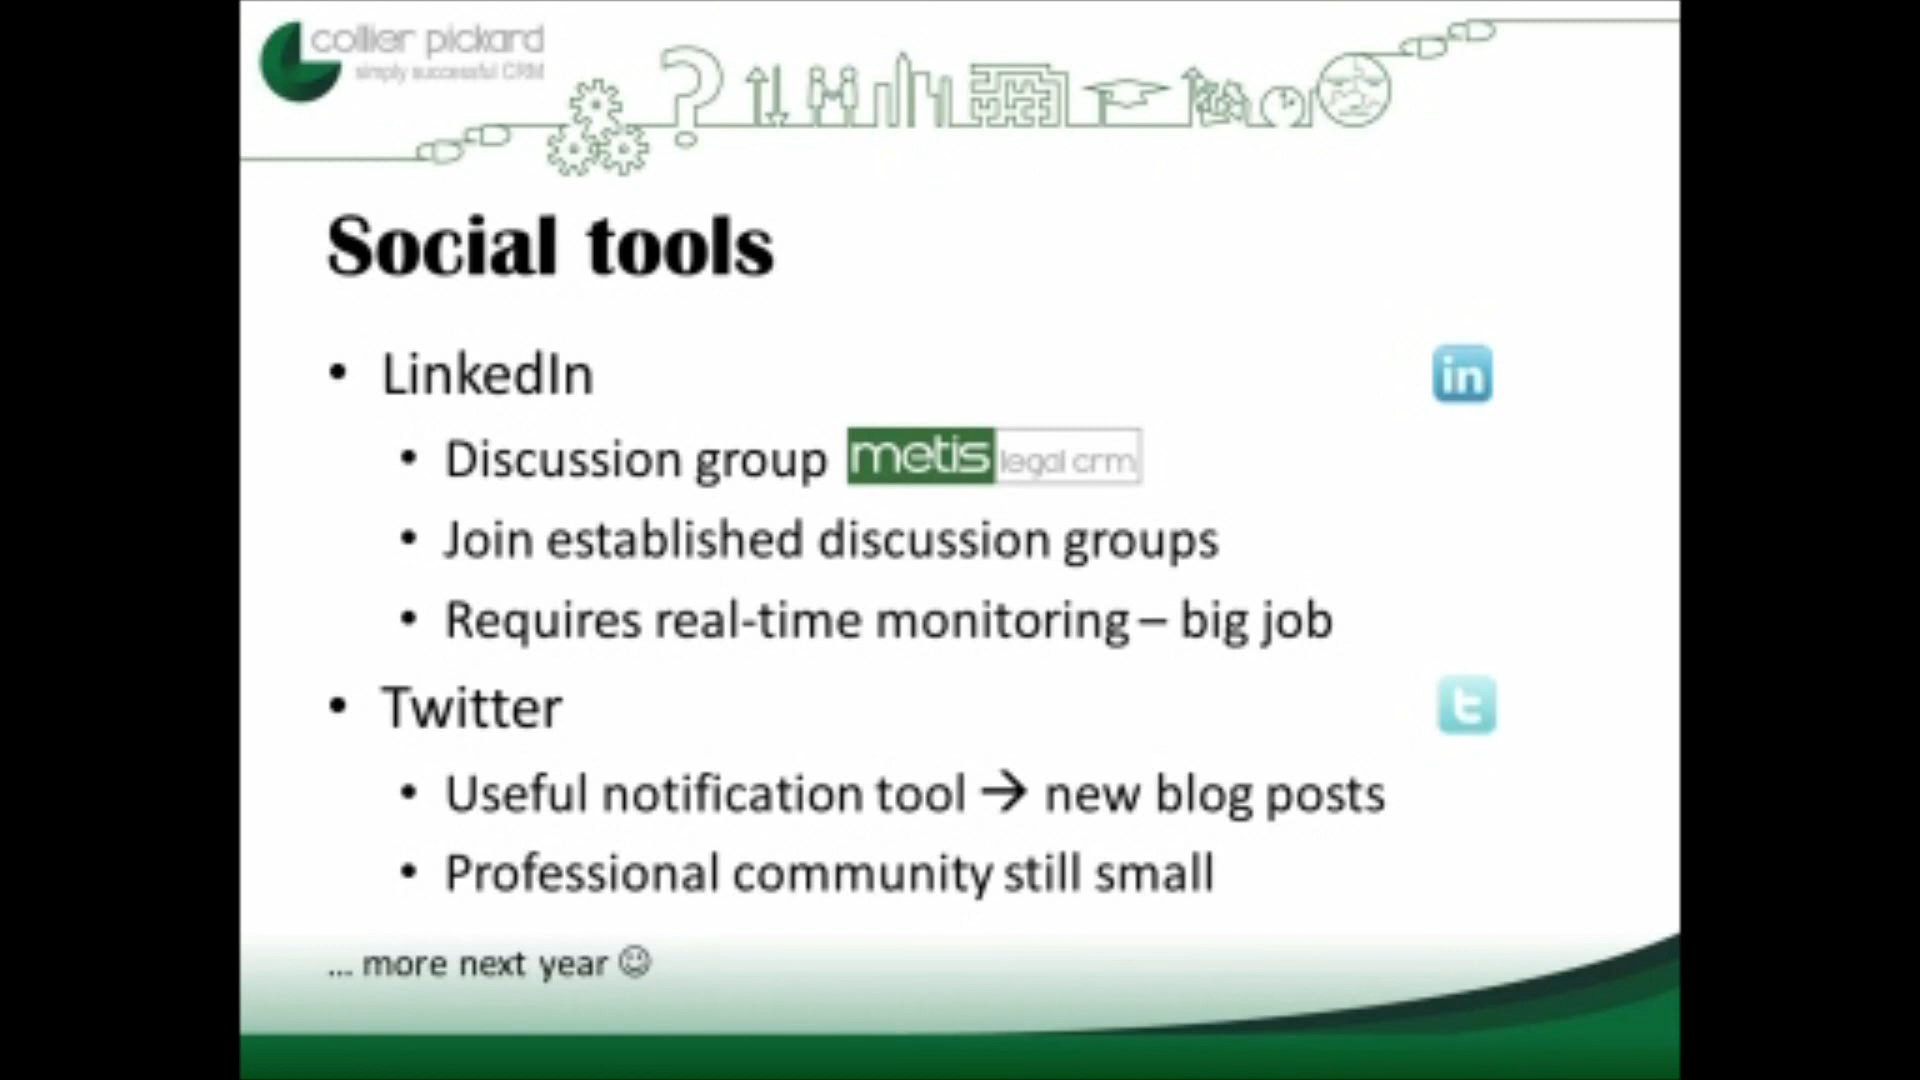 collier pickard
simply successful CRM
Social tools
• LinkedIn
in
• Discussion group metis legal crm
• Join established discussion groups
• Requires real-time monitoring – big job
• Twitter
t
• Useful notification tool → new blog posts
• Professional community still small
... more next year ☺